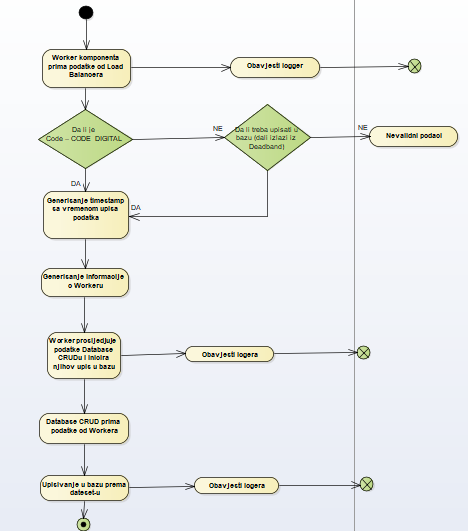 Worker komponenta
prima podatke od Load
Balancera
Obavjesti logger
Da li je
Code – CODE_DIGITAL
NE
Da li treba upisati u
bazu (dali izlazi iz
Deadband)
NE
Nevalidni podaci
DA
DA
Generisanje timestamp
sa vremenom upisa
podatka
Generisanje informacije
o Workeru
Worker prosljedjuje
podatke Database
CRUDu i inicira
njihov upis u bazu
Obavjesti logera
Database CRUD prima
podatke od Workera
Upisivanje u bazu prema
dateset-u
Obavjesti logera